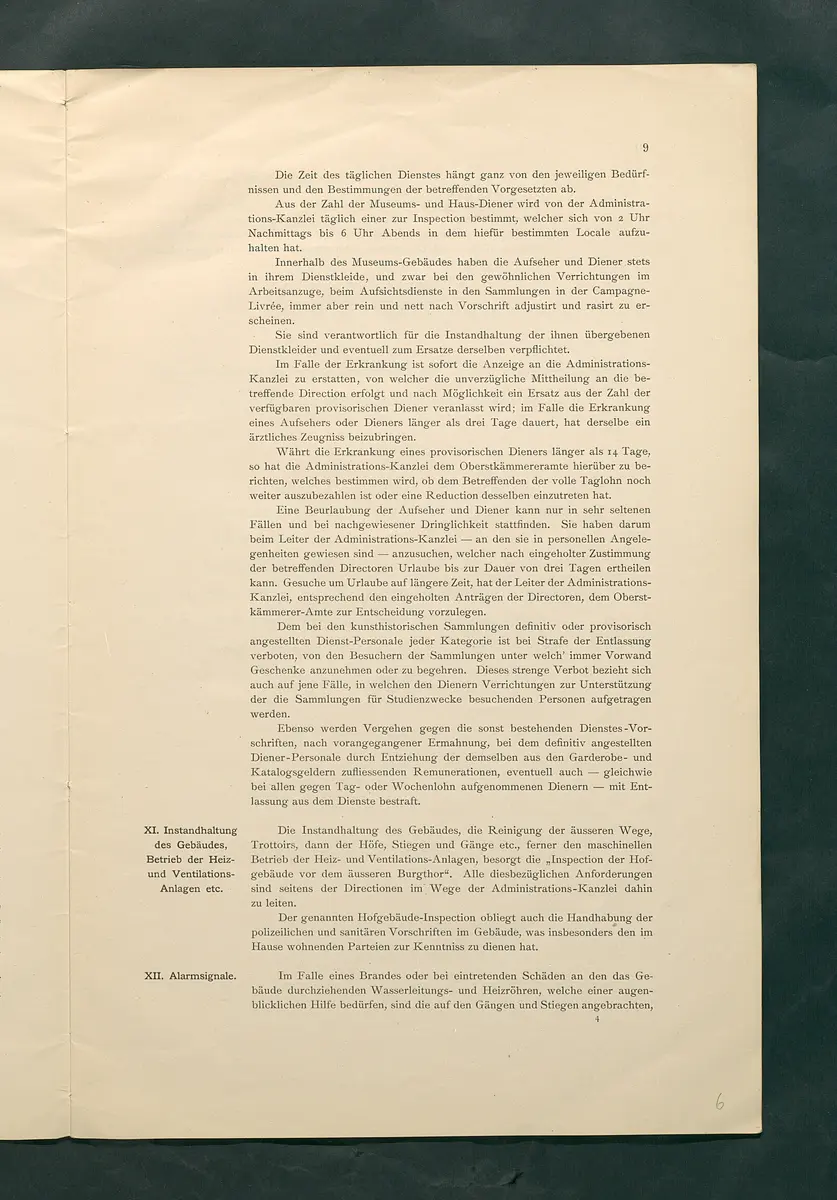 9
Die Zeit des täglichen Dienstes hängt ganz von den jeweiligen Bedürf-
nissen und den Bestimmungen der betreffenden Vorgesetzten ab.
Aus der Zahl der Museums- und Haus-Diener wird von der Administra-
tions-Kanzlei täglich einer zur Inspection bestimmt, welcher sich von 2 Uhr
Nachmittags bis 6 Uhr Abends in dem hiefür bestimmten Locale aufzu-
halten hat.
Innerhalb des Museums-Gebäudes haben die Aufseher und Diener stets
in ihrem Dienstkleide, und zwar bei den gewöhnlichen Verrichtungen im
Arbeitsanzuge, beim Aufsichtsdienste in den Sammlungen in der Campagne-
Livrée, immer aber rein und nett nach Vorschrift adjustirt und rasirt zu er-
scheinen.
Sie sind verantwortlich für die Instandhaltung der ihnen übergebenen
Dienstkleider und eventuell zum Ersatze derselben verpflichtet.
Im Falle der Erkrankung ist sofort die Anzeige an die Administrations-
Kanzlei zu erstatten, von welcher die unverzügliche Mittheilung an die be-
treffende Direction erfolgt und nach Möglichkeit ein Ersatz aus der Zahl der
verfügbaren provisorischen Diener veranlasst wird; im Falle die Erkrankung
eines Aufsehers oder Dieners länger als drei Tage dauert, hat derselbe ein
ärztliches Zeugniss beizubringen.
Währt die Erkrankung eines provisorischen Dieners länger als 14 Tage,
so hat die Administrations-Kanzlei dem Oberstkämmereramte hierüber zu be-
richten, welches bestimmen wird, ob dem Betreffenden der volle Taglohn noch
weiter auszubezahlen ist oder eine Reduction desselben einzutreten hat.
Eine Beurlaubung der Aufseher und Diener kann nur in sehr seltenen
Fällen und bei nachgewiesener Dringlichkeit stattfinden. Sie haben darum
beim Leiter der Administrations-Kanzlei — an den sie in personellen Angele-
genheiten gewiesen sind — anzusuchen, welcher nach eingeholter Zustimmung
der betreffenden Directoren Urlaube bis zur Dauer von drei Tagen ertheilen
kann. Gesuche um Urlaube auf längere Zeit, hat der Leiter der Administrations-
Kanzlei, entsprechend den eingeholten Anträgen der Directoren, dem Oberst-
kämmerer-Amte zur Entscheidung vorzulegen.
Dem bei den kunsthistorischen Sammlungen definitiv oder provisorisch
angestellten Dienst-Personale jeder Kategorie ist bei Strafe der Entlassung
verboten, von den Besuchern der Sammlungen unter welch' immer Vorwand
Geschenke anzunehmen oder zu begehren. Dieses strenge Verbot bezieht sich
auch auf jene Fälle, in welchen den Dienern Verrichtungen zur Unterstützung
der die Sammlungen für Studienzwecke besuchenden Personen aufgetragen
werden.
Ebenso werden Vergehen gegen die sonst bestehenden Dienstes-Vor-
schriften, nach vorangegangener Ermahnung, bei dem definitiv angestellten
Diener-Personale durch Entziehung der demselben aus den Garderobe- und
Katalogsgeldern zufliessenden Remunerationen, eventuell auch — gleichwie
bei allen gegen Tag- oder Wochenlohn aufgenommenen Dienern — mit Ent-
lassung aus dem Dienste bestraft.
XI. Instandhaltung
des Gebäudes,
Betrieb der Heiz-
und Ventilations-
Anlagen etc.
Die Instandhaltung des Gebäudes, die Reinigung der äusseren Wege,
Trottoirs, dann der Höfe, Stiegen und Gänge etc., ferner den maschinellen
Betrieb der Heiz- und Ventilations-Anlagen, besorgt die „Inspection der Hof-
gebäude vor dem äusseren Burgthor“. Alle diesbezüglichen Anforderungen
sind seitens der Directionen im Wege der Administrations-Kanzlei dahin
zu leiten.
Der genannten Hofgebäude-Inspection obliegt auch die Handhabung der
polizeilichen und sanitären Vorschriften im Gebäude, was insbesonders den im
Hause wohnenden Parteien zur Kenntniss zu dienen hat.
XII. Alarmsignale.
Im Falle eines Brandes oder bei eintretenden Schäden an den das Ge-
bäude durchziehenden Wasserleitungs- und Heizröhren, welche einer augen-
blicklichen Hilfe bedürfen, sind die auf den Gängen und Stiegen angebrachten,
4
6